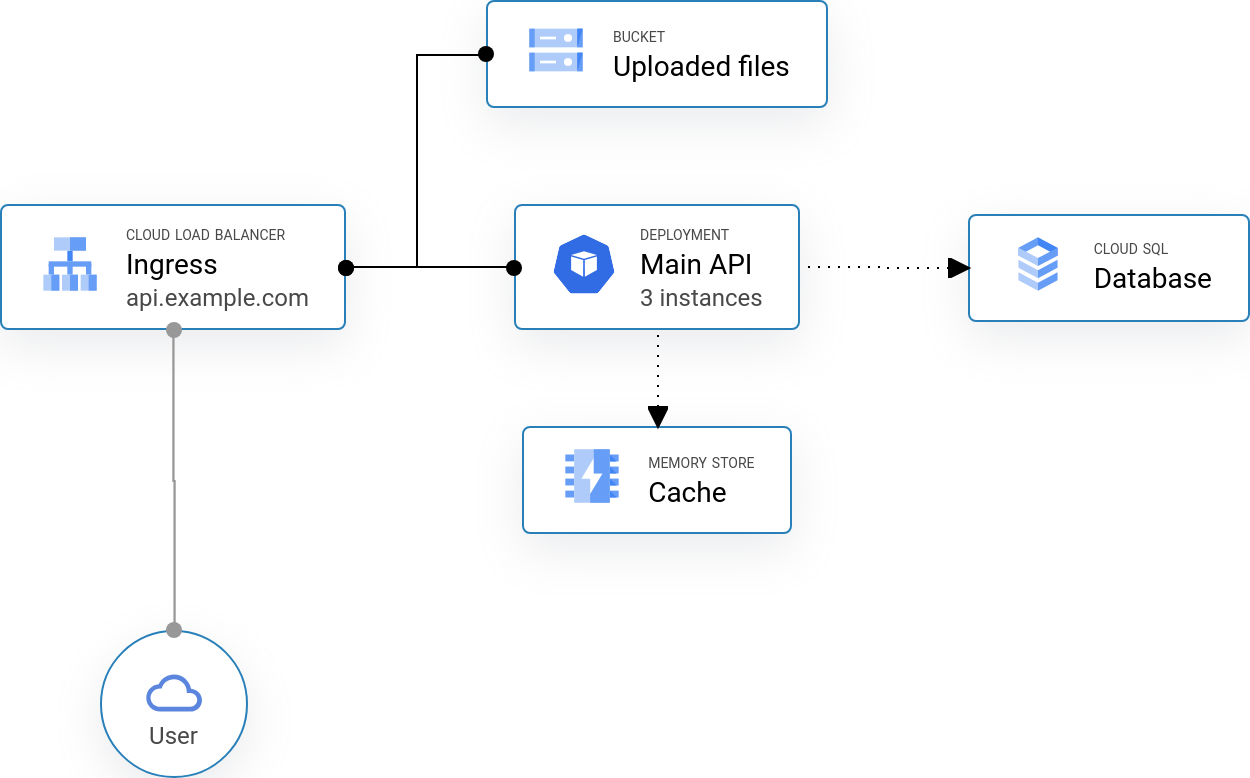 BUCKET
Uploaded files
CLOUD LOAD BALANCER
Ingress
api.example.com
DEPLOYMENT
Main API
3 instances
CLOUD SQL
Database
MEMORY STORE
Cache
User